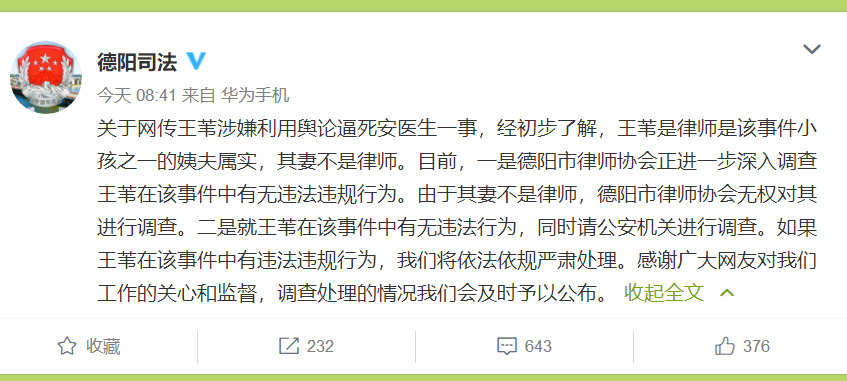 德阳司法
今天 08:41 来自 华为手机
关于网传王苇涉嫌利用舆论逼死安医生一事，经初步了解，王苇是律师是该事件小
孩之一的姨夫属实，其妻不是律师。目前，一是德阳市律师协会正进一步深入调查
王苇在该事件中有无违法违规行为。由于其妻不是律师，德阳市律师协会无权对其
进行调查。二是就王苇在该事件中有无违法行为，同时请公安机关进行调查。如果
王苇在该事件中有违法违规行为，我们将依法依规严肃处理。感谢广大网友对我们
工作的关心和监督，调查处理的情况我们会及时予以公布。 收起全文
收藏 232 643 376